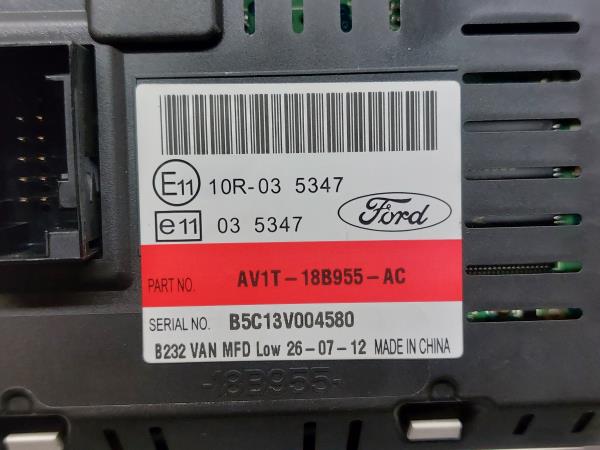 E11 10R-03 5347
e11 03 5347
Ford
PART NO. AV1T-18B955-AC
SERIAL NO. B5C13V004580
B232 VAN MFD Low 26-07-12 MADE IN CHINA
-18B955-